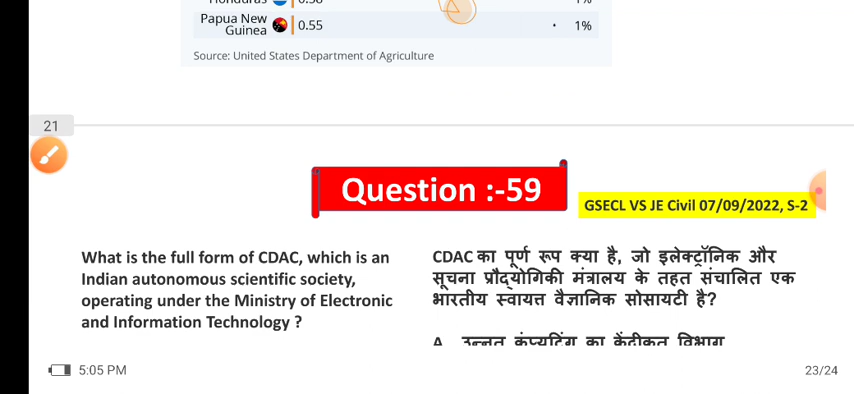 Papua New
Guinea 0.55 1%
Source: United States Department of Agriculture
21
Question :-59
GSECL VS JE Civil 07/09/2022, S-2
What is the full form of CDAC, which is an
Indian autonomous scientific society,
operating under the Ministry of Electronic
and Information Technology ?
CDAC का पूर्ण रूप क्या है, जो इलेक्ट्रॉनिक और
सूचना प्रौद्योगिकी मंत्रालय के तहत संचालित एक
भारतीय स्वायत्त वैज्ञानिक सोसायटी है?
A उन्नत कंप्यूटिंग का केंद्रीकृत विभाग
5:05 PM
23/24